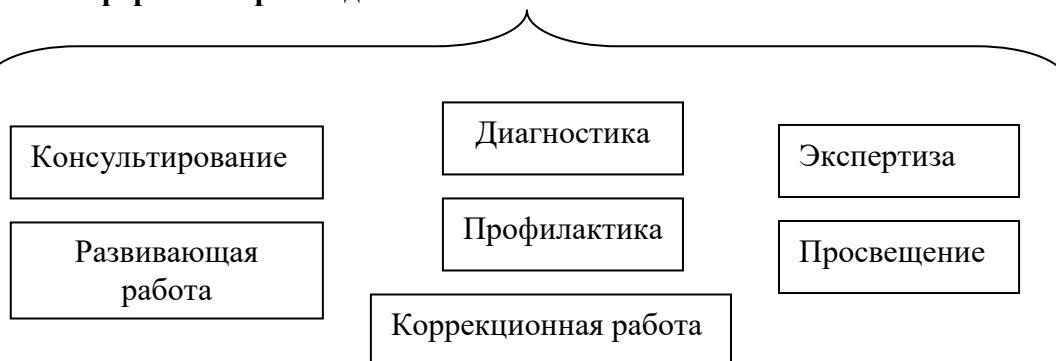 Консультирование
Диагностика
Экспертиза
Развивающая
работа
Профилактика
Просвещение
Коррекционная работа